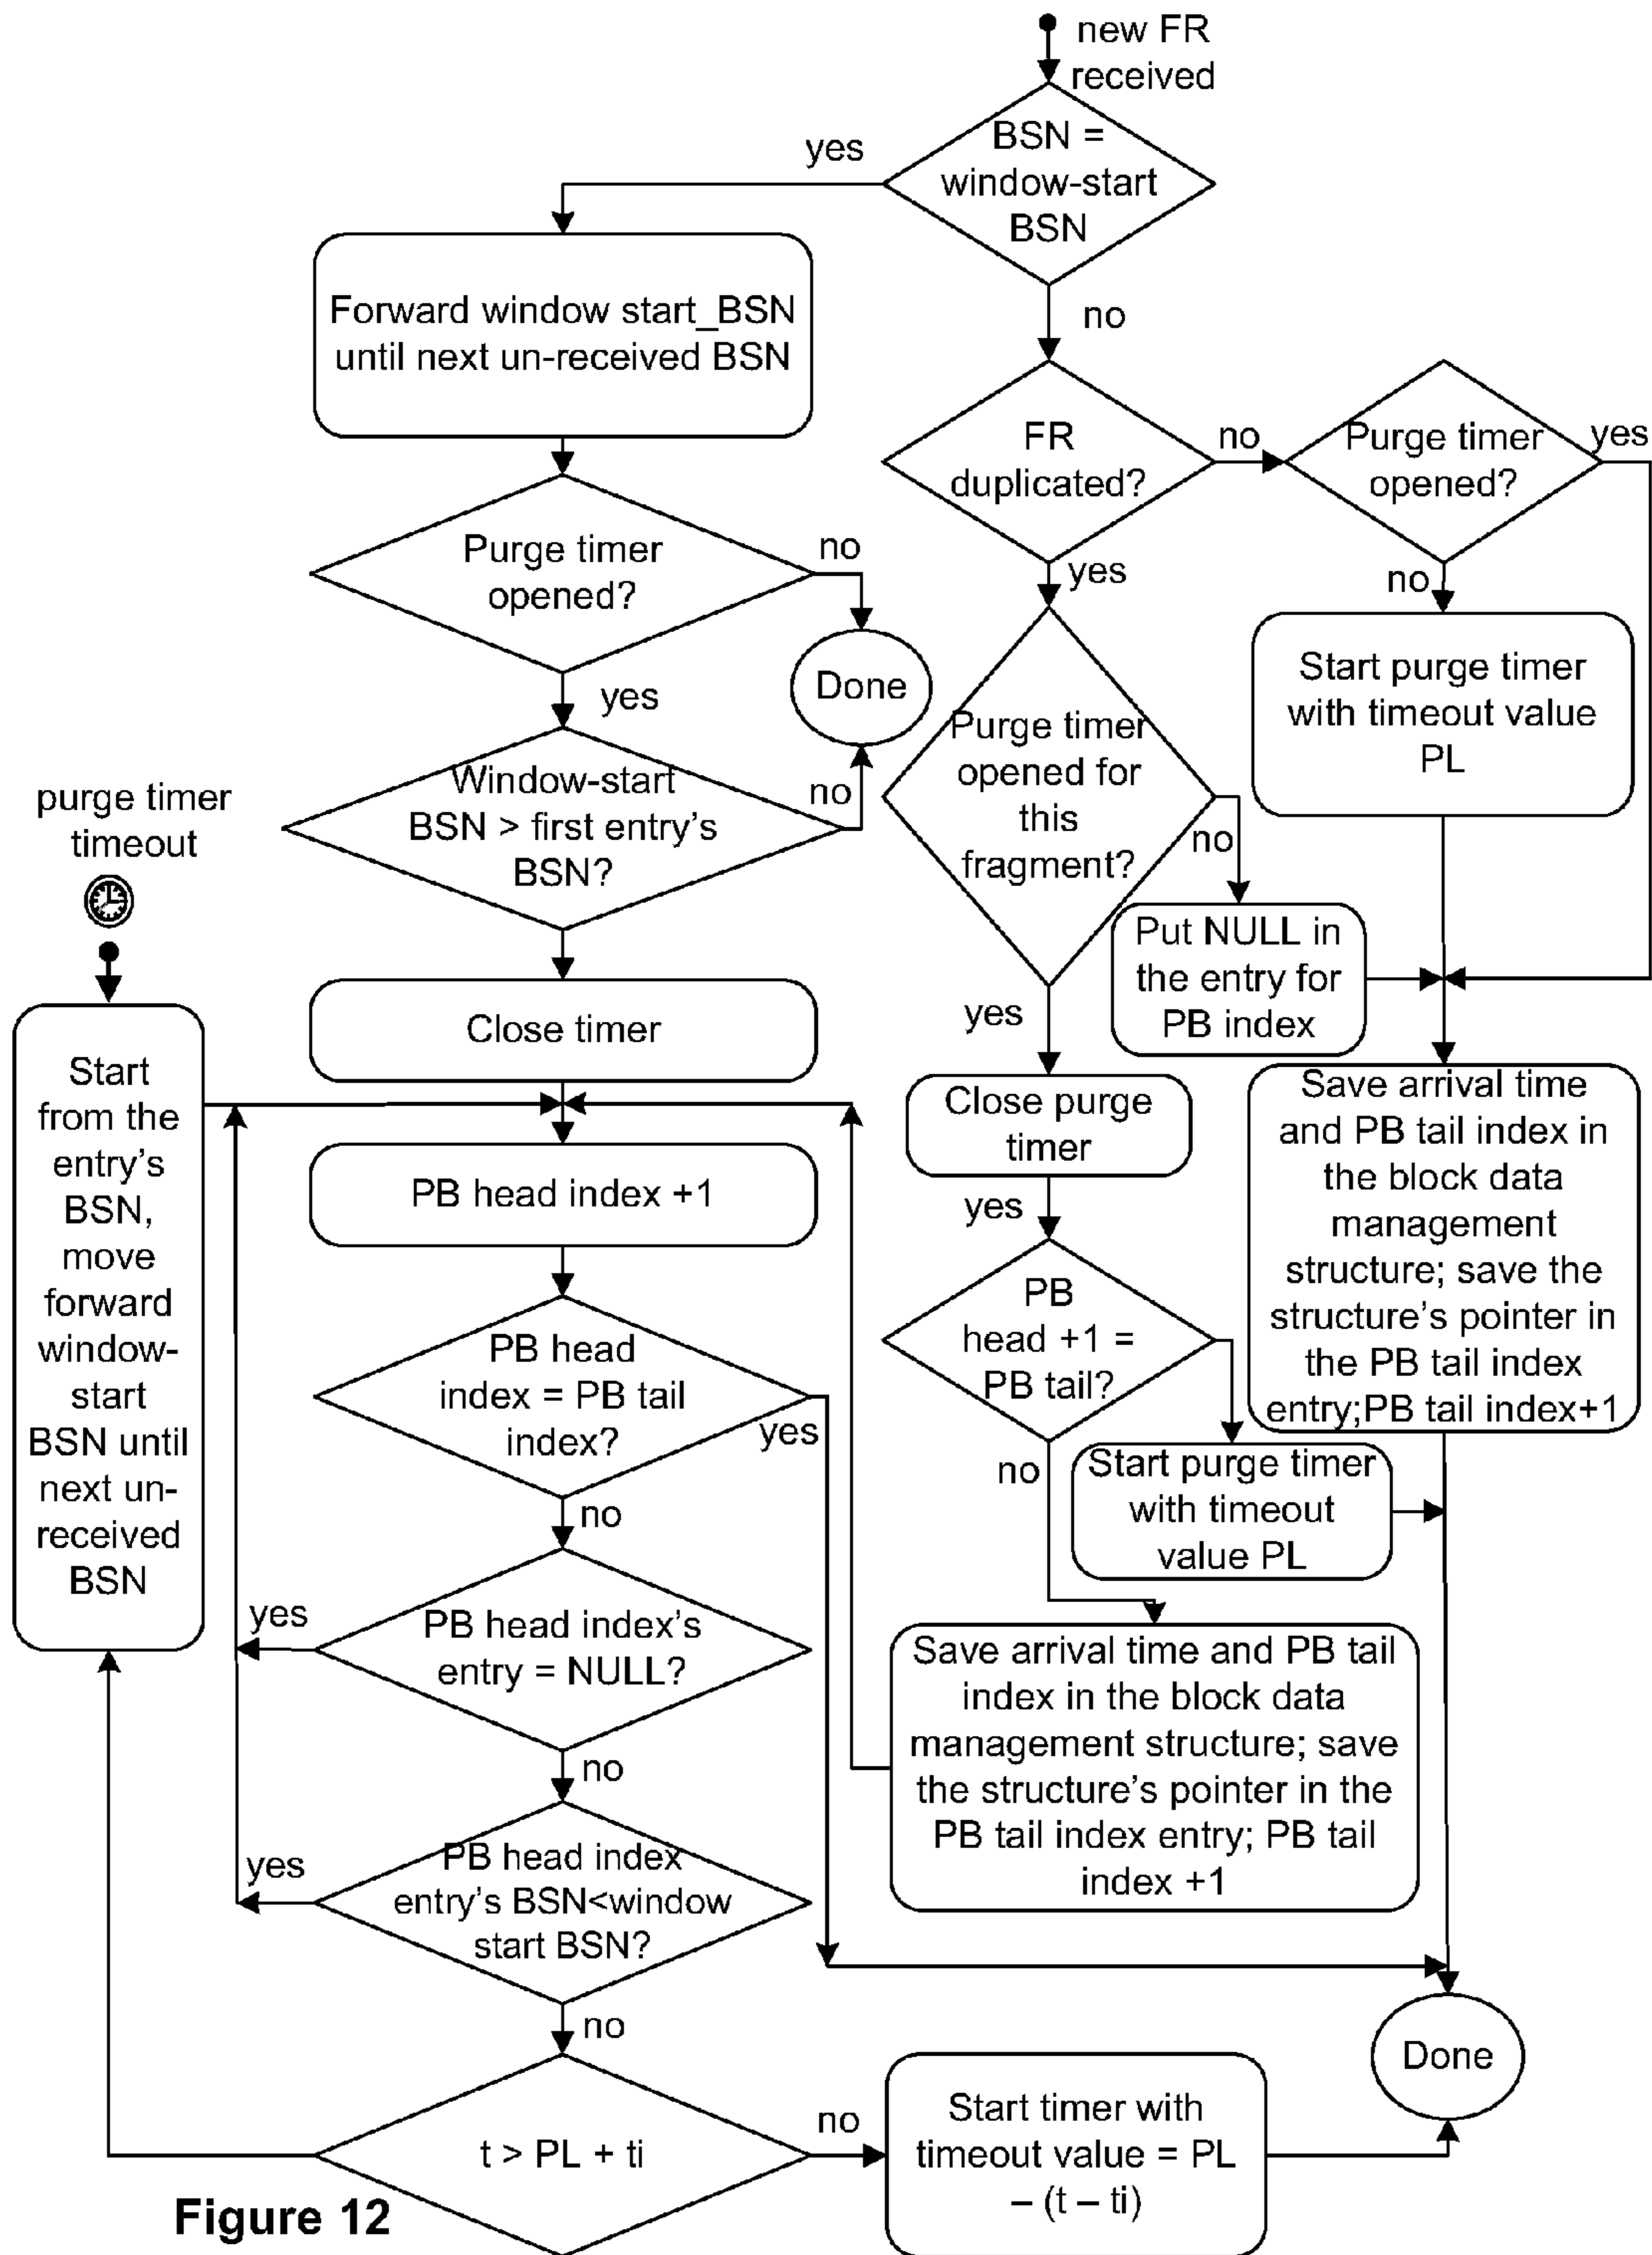 new FR
received
BSN =
window-start
BSN
yes
no
Forward window start_BSN
until next un-received BSN
FR
duplicated?
no
yes
Purge timer
opened?
yes
no
Purge timer
opened?
no
yes
Done
Start purge timer
with timeout value
PL
Purge timer
opened for
this
fragment?
no
yes
Window-start
BSN > first entry's
BSN?
no
purge timer
timeout
Put NULL in
the entry for
PB index
Close timer
Start
from the
entry's
BSN,
move
forward
window-
start
BSN until
next un-
received
BSN
Close purge
timer
yes
Save arrival time
and PB tail index in
the block data
management
structure; save the
structure's pointer in
the PB tail index
entry;PB tail index+1
PB head index +1
PB
head +1 =
PB tail?
no
PB head
index = PB tail
index?
yes
no
Start purge timer
with timeout
value PL
PB head index's
entry = NULL?
yes
no
Save arrival time and PB tail
index in the block data
management structure; save
the structure's pointer in the
PB tail index entry; PB tail
index +1
PB head index
entry's BSN<window
start BSN?
yes
no
Done
t > PL + ti
no
Start timer with
timeout value = PL
– (t – ti)
Figure 12